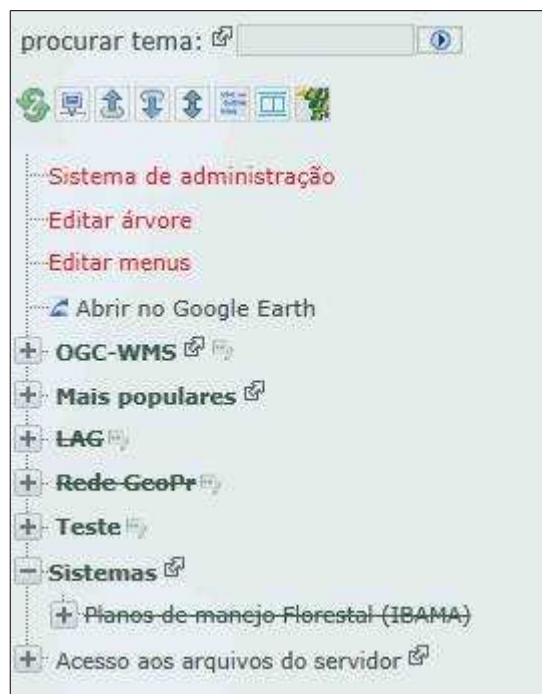 procurar tema:
Sistema de administração
Editar árvore
Editar menus
Abrir no Google Earth
OGC-WMS
Mais populares
LAG
Rede GeoPr
Teste
Sistemas
Planos de manejo Florestal (IBAMA)
Acesso aos arquivos do servidor